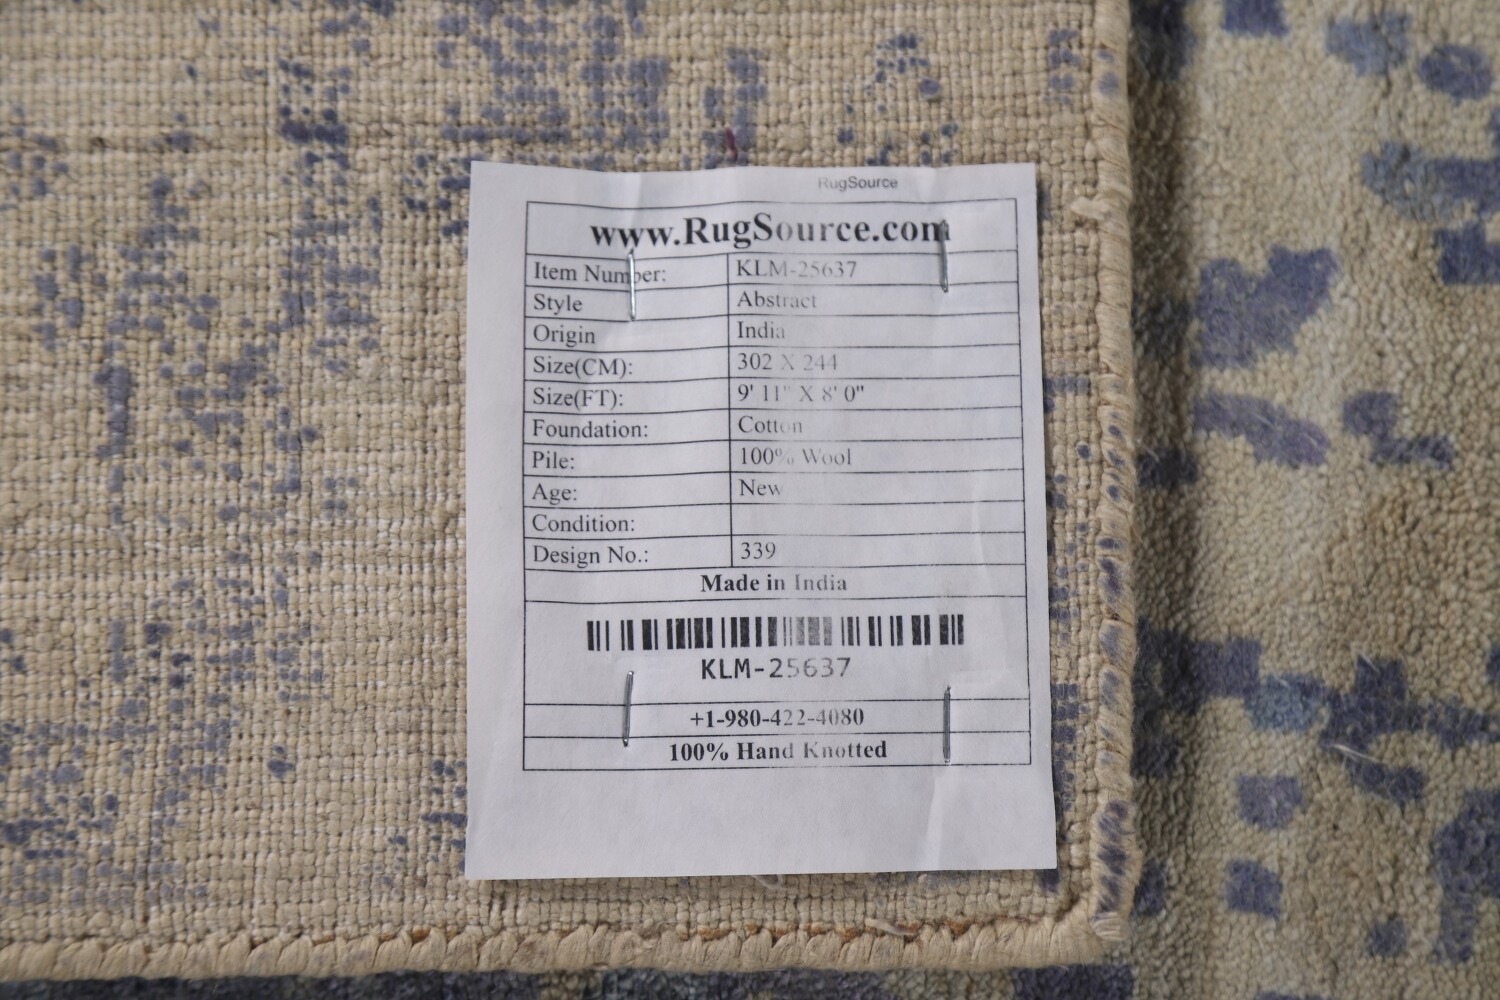 RugSource
www.RugSource.com
Item Number: KLM-25637
Style Abstract
Origin India
Size(CM): 302 X 244
Size(FT): 9' 11" X 8' 0"
Foundation: Cotton
Pile: 100% Wool
Age: New
Condition:
Design No.: 339
Made in India
KLM-25637
+1-980-422-4080
100% Hand Knotted